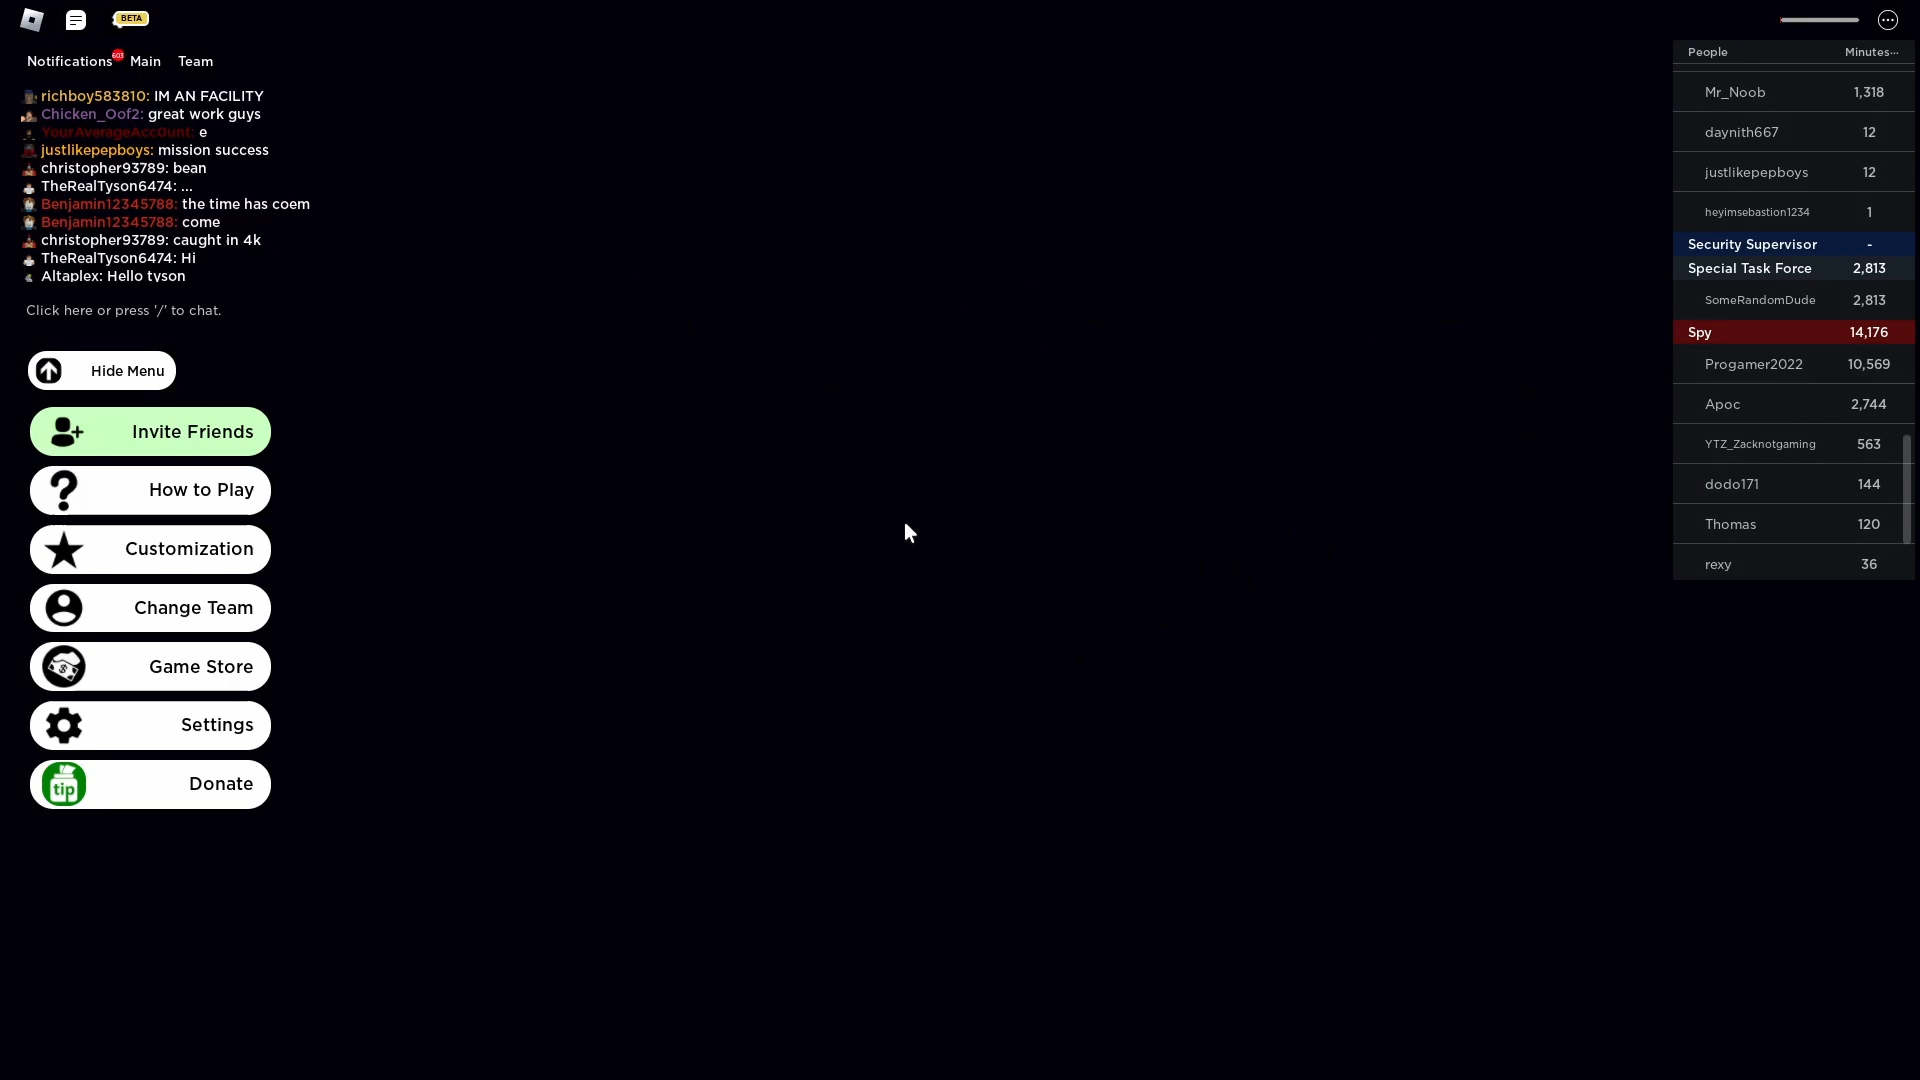 BETA
Notifications 603 Main Team
richboy583810: IM AN FACILITY
Chicken_Oof2: great work guys
YourAverageAcc0unt: e
justlikepepboys: mission success
christopher93789: bean
TheRealTyson6474: ...
Benjamin12345788: the time has coem
Benjamin12345788: come
christopher93789: caught in 4k
TheRealTyson6474: Hi
Altaplex: Hello tyson
Click here or press '/' to chat.
Hide Menu
Invite Friends
How to Play
Customization
Change Team
Game Store
Settings
tip Donate
People Minutes...
Mr_Noob 1,318
daynith667 12
justlikepepboys 12
heyimsebastion1234 1
Security Supervisor -
Special Task Force 2,813
SomeRandomDude 2,813
Spy 14,176
Progamer2022 10,569
Apoc 2,744
YTZ_Zacknotgaming 563
dodo171 144
Thomas 120
rexy 36